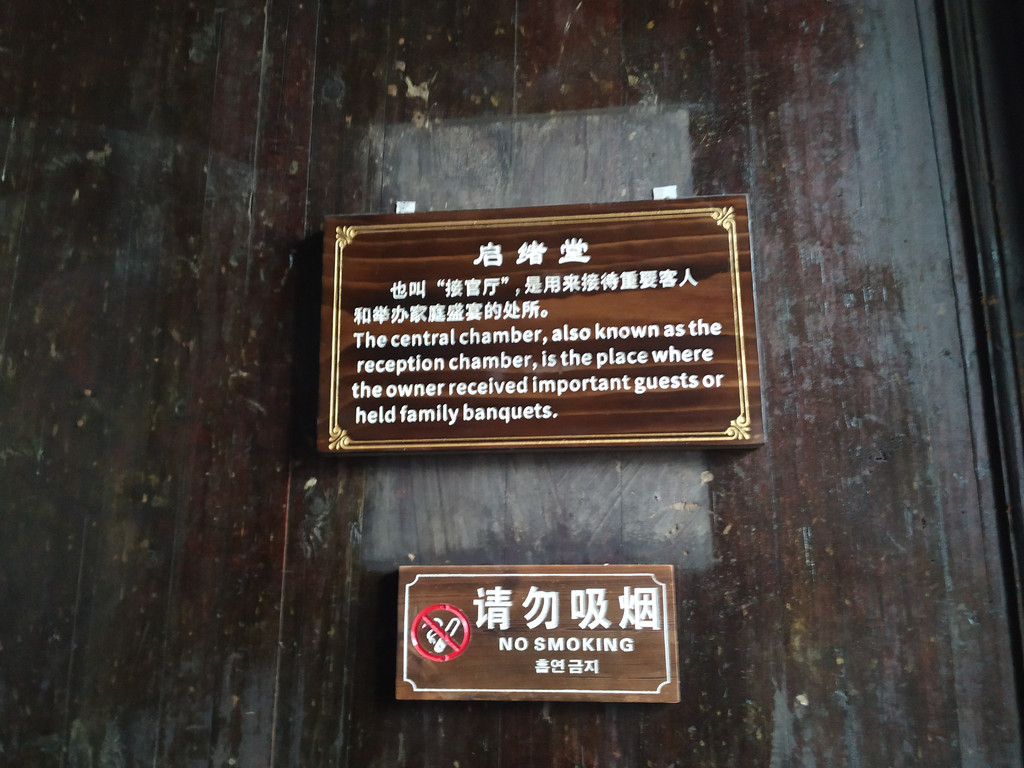 启绪堂
也叫“接官厅”，是用来接待重要客人
和举办家庭盛宴的处所。
The central chamber, also known as the
reception chamber, is the place where
the owner received important guests or
held family banquets.
请勿吸烟
NO SMOKING
흡연 금지